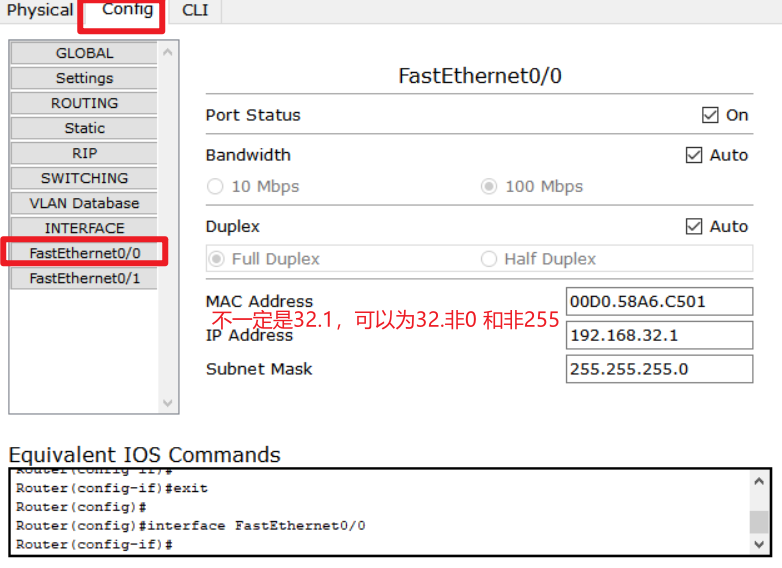 Physical Config CLI
GLOBAL
Settings
ROUTING
Static
RIP
SWITCHING
VLAN Database
INTERFACE
FastEthernet0/0
FastEthernet0/1
FastEthernet0/0
Port Status On
Bandwidth Auto
10 Mbps 100 Mbps
Duplex Auto
Full Duplex Half Duplex
MAC Address 00D0.58A6.C501
不一定是32.1，可以为32.非0 和非255
IP Address 192.168.32.1
Subnet Mask 255.255.255.0
Equivalent IOS Commands
Router(config-if)#
Router(config-if)#exit
Router(config)#
Router(config)#interface FastEthernet0/0
Router(config-if)#